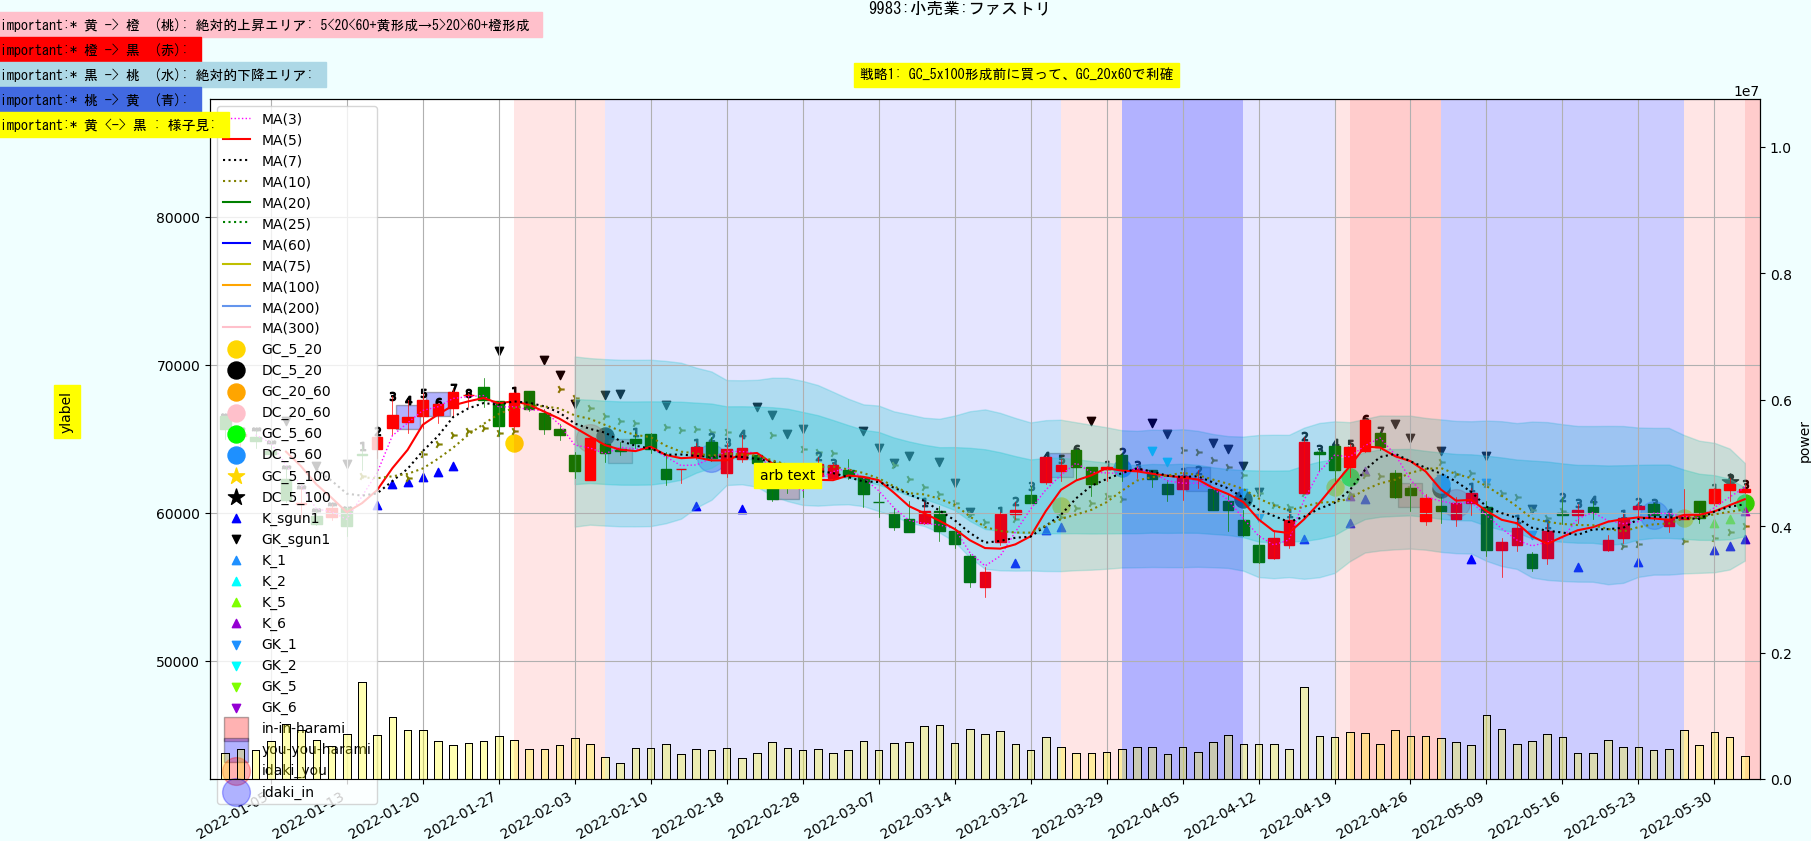 9983:小売業:ファストリ
important:* 黄 -> 橙 (桃): 絶対的上昇エリア: 5<20<60+黄形成→5>20>60+橙形成
important:* 橙 -> 黒 (赤):
important:* 黒 -> 桃 (水): 絶対的下降エリア:
important:* 桃 -> 黄 (青):
important:* 黄 <-> 黒 : 様子見:
戦略1: GC_5x100形成前に買って、GC_20x60で利確
1e7
MA(3)
MA(5)
MA(7)
MA(10)
MA(20)
MA(25)
MA(60)
MA(75)
MA(100)
MA(200)
MA(300)
GC_5_20
DC_5_20
GC_20_60
DC_20_60
GC_5_60
DC_5_60
GC_5_100
DC_5_100
K_sgun1
GK_sgun1
K_1
K_2
K_5
K_6
GK_1
GK_2
GK_5
GK_6
in-in-harami
you-you-harami
idaki_you
idaki_in
80000
70000
60000
50000
ylabel
arb text
1.0
0.8
0.6
0.4
0.2
0.0
power
2022-01-05
2022-01-13
2022-01-20
2022-01-27
2022-02-03
2022-02-10
2022-02-18
2022-02-28
2022-03-07
2022-03-14
2022-03-22
2022-03-29
2022-04-05
2022-04-12
2022-04-19
2022-04-26
2022-05-09
2022-05-16
2022-05-23
2022-05-30